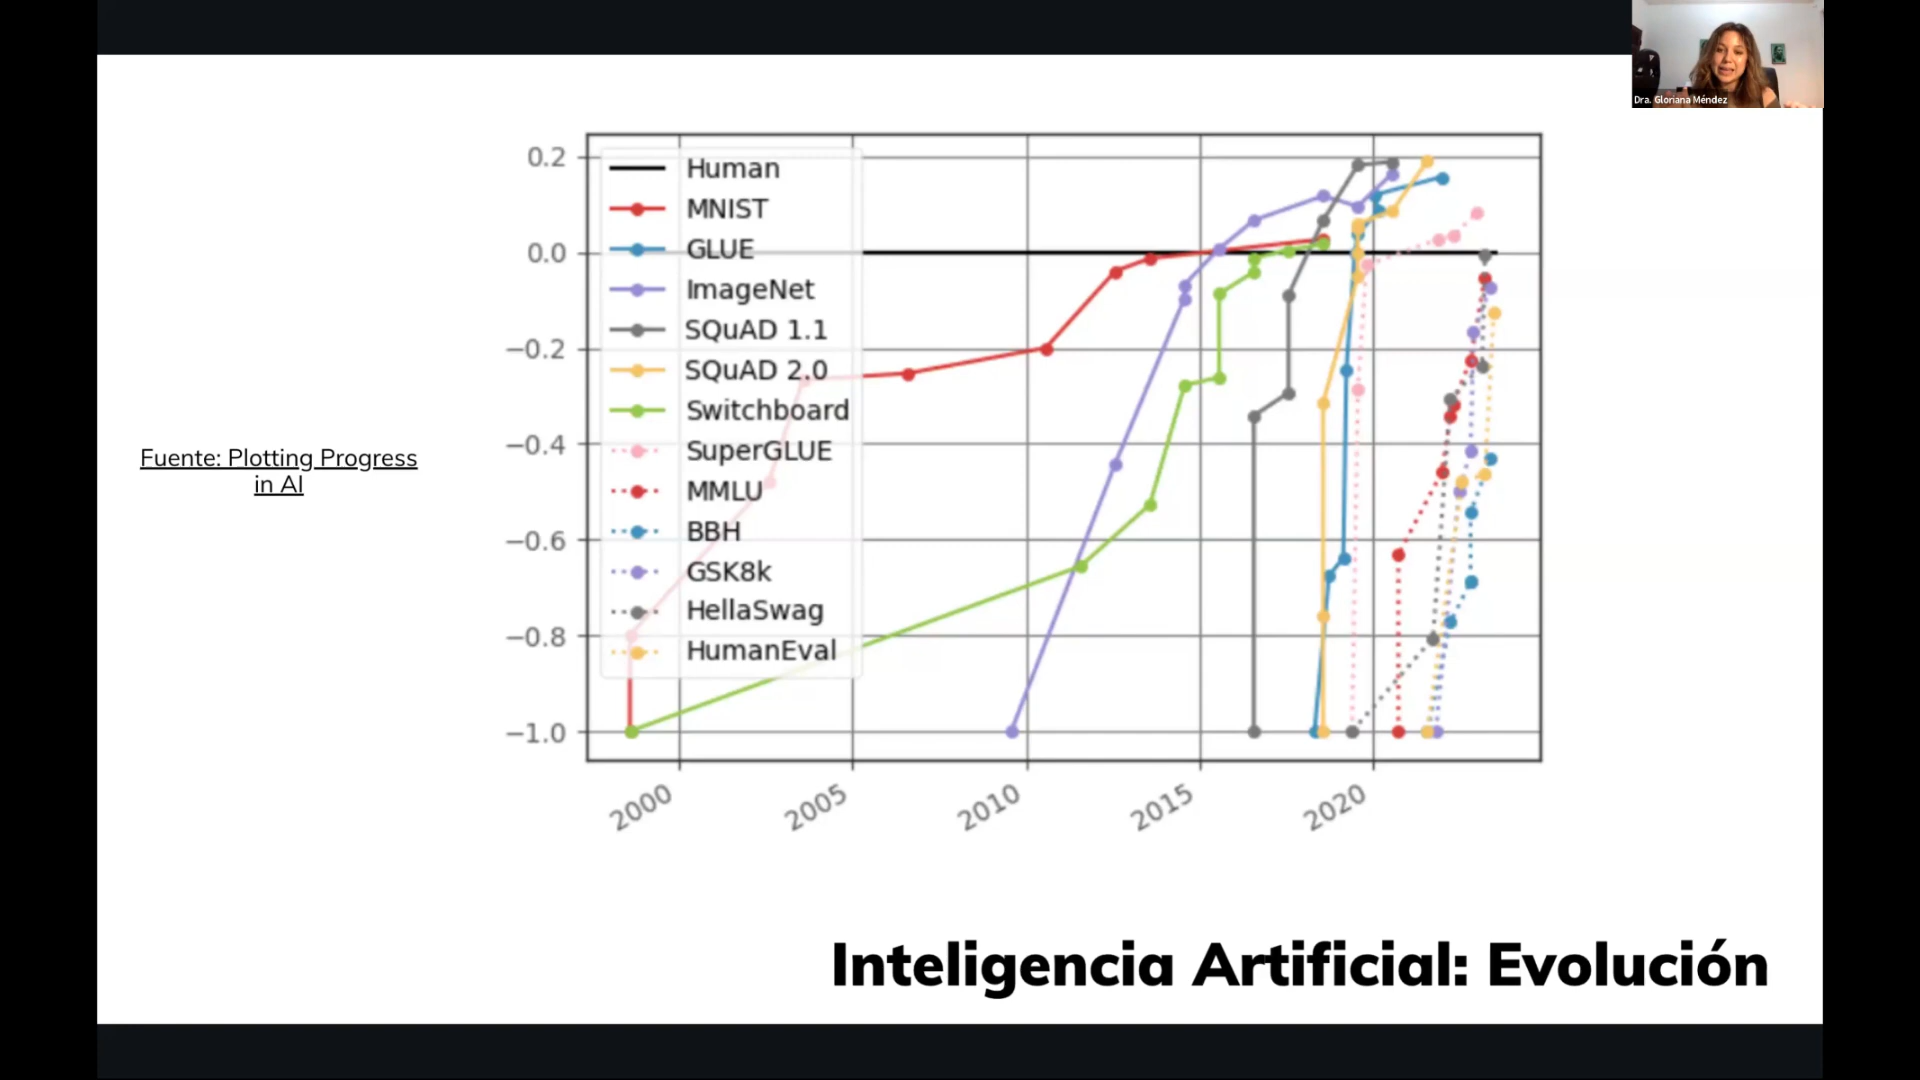 Dra. Gloriana Méndez
0.2
0.0
−0.2
−0.4
−0.6
−0.8
−1.0
Human
MNIST
GLUE
ImageNet
SQuAD 1.1
SQuAD 2.0
Switchboard
SuperGLUE
MMLU
BBH
GSK8k
HellaSwag
HumanEval
2000
2005
2010
2015
2020
Fuente: Plotting Progress
in AI
Inteligencia Artificial: Evolución